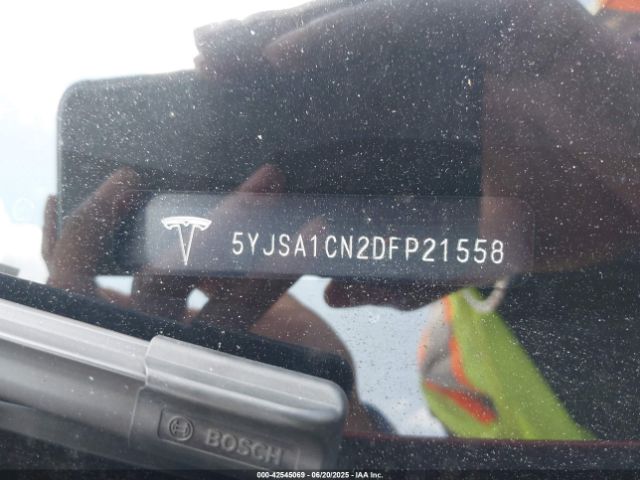 5YJSA1CN2DFP21558
BOSCH
000-42545069 - 06/20/2025 - IAA Inc.